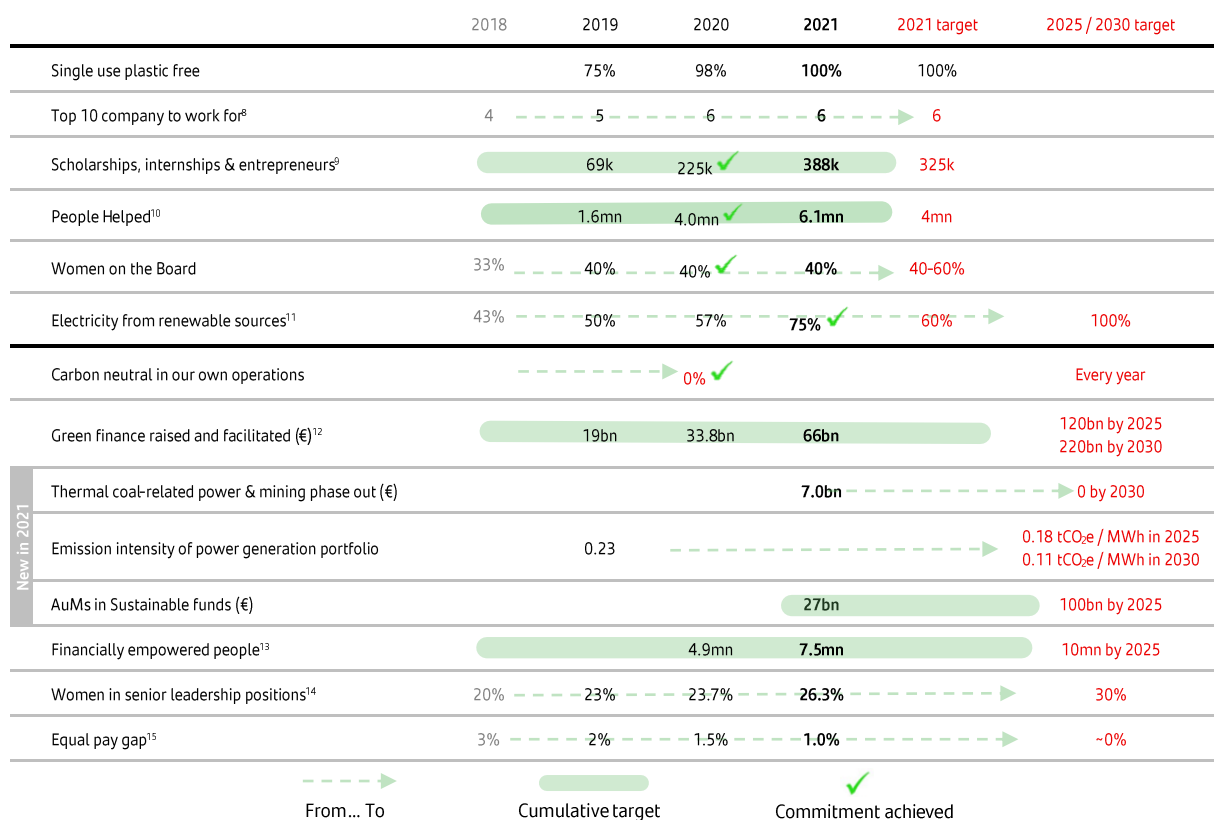 2018 2019 2020 2021 2021 target 2025 / 2030 target
Single use plastic free 75% 98% 100% 100%
Top 10 company to work for⁸ 4 5 6 6 6
Scholarships, internships & entrepreneurs⁹ 69k 225k 388k 325k
People Helped¹⁰ 1.6mn 4.0mn 6.1mn 4mn
Women on the Board 33% 40% 40% 40% 40-60%
Electricity from renewable sources¹¹ 43% 50% 57% 75% 60% 100%
Carbon neutral in our own operations 0% Every year
Green finance raised and facilitated (€)¹² 19bn 33.8bn 66bn 120bn by 2025
220bn by 2030
New in 2021
Thermal coal-related power & mining phase out (€) 7.0bn 0 by 2030
Emission intensity of power generation portfolio 0.23 0.18 tCO₂e / MWh in 2025
0.11 tCO₂e / MWh in 2030
AuMs in Sustainable funds (€) 27bn 100bn by 2025
Financially empowered people¹³ 4.9mn 7.5mn 10mn by 2025
Women in senior leadership positions¹⁴ 20% 23% 23.7% 26.3% 30%
Equal pay gap¹⁵ 3% 2% 1.5% 1.0% ~0%
From... To Cumulative target Commitment achieved